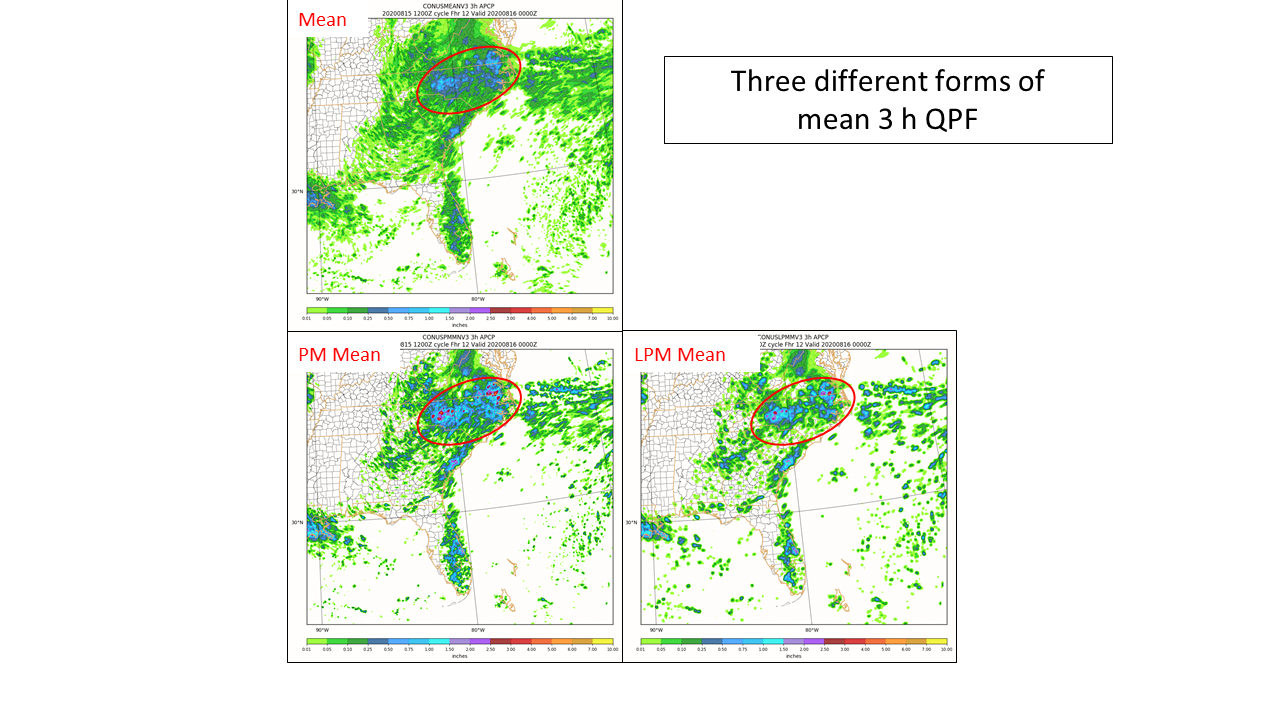 Mean
CONUSMEANV3 3h APCP
20200815 1200Z cycle Fhr 12 Valid 20200816 0000Z
30°N
90°W
80°W
0.01 0.05 0.10 0.25 0.50 0.75 1.00 1.50 2.00 2.50 3.00 4.00 5.00 6.00 7.00 10.00
inches
Three different forms of
mean 3 h QPF
PM Mean
CONUSPMMNV3 3h APCP
815 1200Z cycle Fhr 12 Valid 20200816 0000Z
30°N
90°W
80°W
0.01 0.05 0.10 0.25 0.50 0.75 1.00 1.50 2.00 2.50 3.00 4.00 5.00 6.00 7.00 10.00
inches
LPM Mean
CONUSLPMMV3 3h APCP
0Z cycle Fhr 12 Valid 20200816 0000Z
30°N
90°W
80°W
0.01 0.05 0.10 0.25 0.50 0.75 1.00 1.50 2.00 2.50 3.00 4.00 5.00 6.00 7.00 10.00
inches